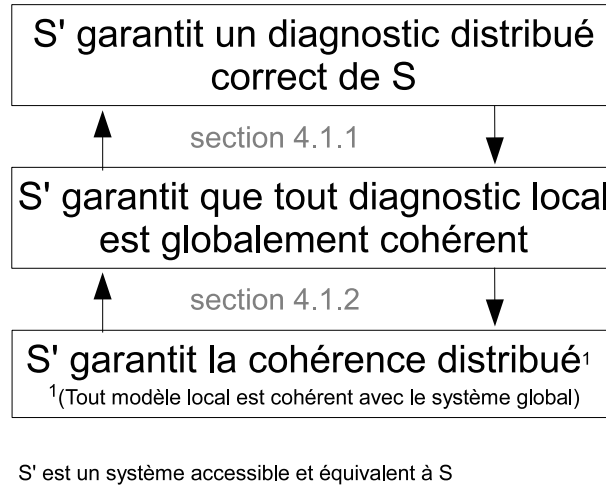 S' garantit un diagnostic distribué
correct de S
section 4.1.1
S' garantit que tout diagnostic local
est globalement cohérent
section 4.1.2
S' garantit la cohérence distribué1
1(Tout modèle local est cohérent avec le système global)
S' est un système accessible et équivalent à S